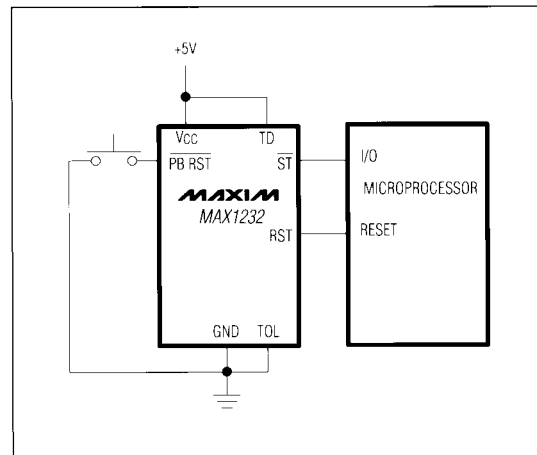 +5V
VCC TD
PB RST ST
MAXIM
MAX1232
RST
GND TOL
I/O
MICROPROCESSOR
RESET